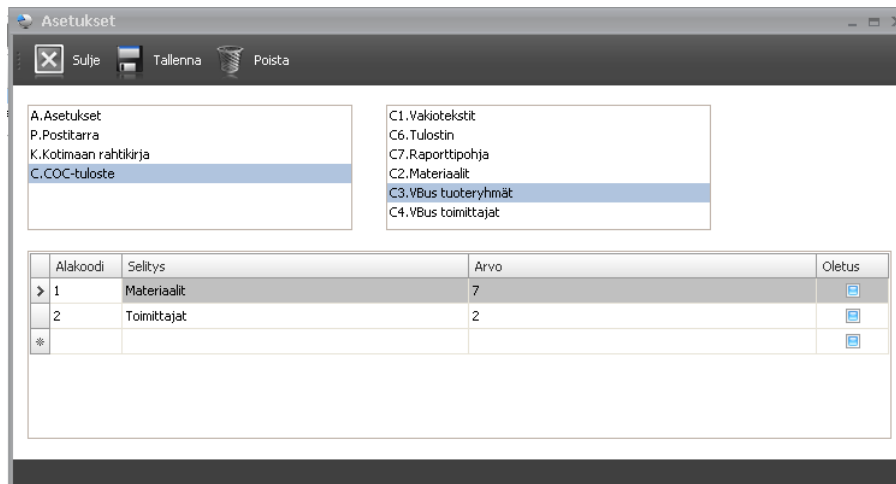 Asetukset
Sulje Tallenna Poista
A.Asetukset
P.Postitarra
K.Kotimaan rahtikirja
C.COC-tuloste
C1.Vakiotekstit
C6.Tulostin
C7.Raporttipohja
C2.Materiaalit
C3.VBus tuoteryhmät
C4.VBus toimittajat
Alakoodi Selitys Arvo Oletus
1 Materiaalit 7
2 Toimittajat 2